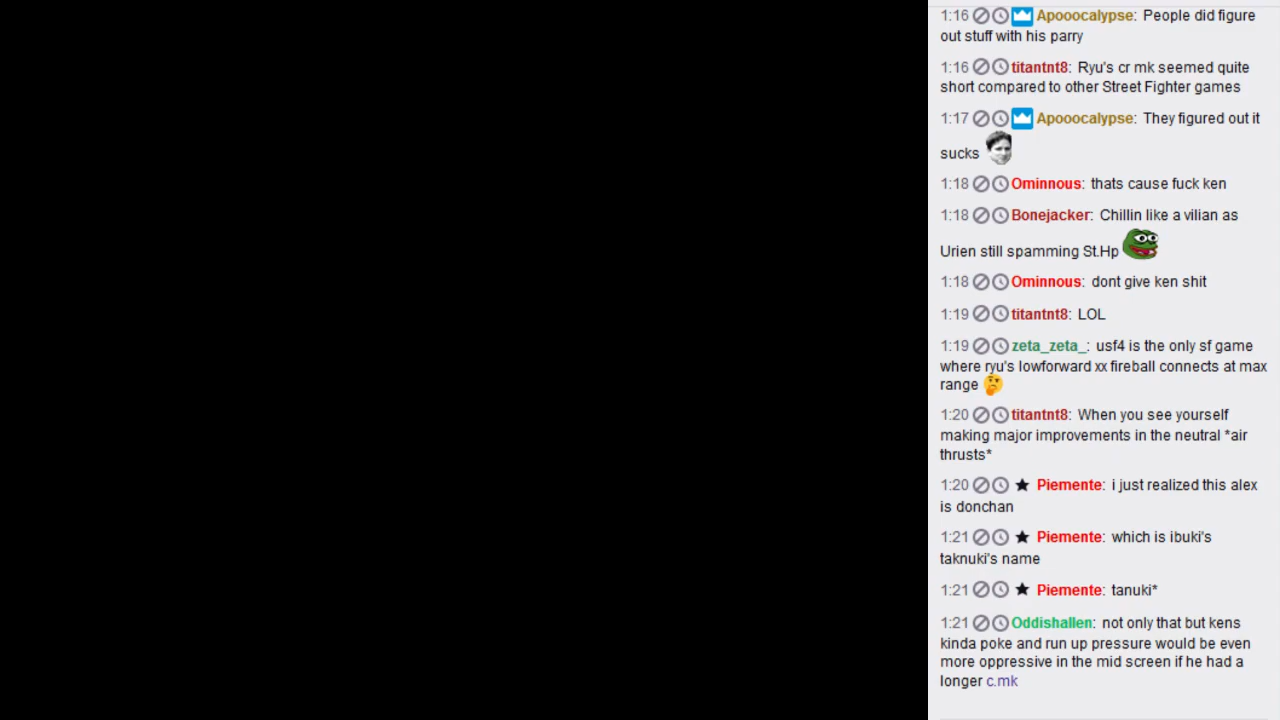 1:16 Apooocalypse: People did figure
out stuff with his parry
1:16 titantnt8: Ryu's cr mk seemed quite
short compared to other Street Fighter games
1:17 Apooocalypse: They figured out it
sucks
1:18 Ominnous: thats cause fuck ken
1:18 Bonejacker: Chillin like a vilian as
Urien still spamming St.Hp
1:18 Ominnous: dont give ken shit
1:19 titantnt8: LOL
1:19 zeta_zeta_: usf4 is the only sf game
where ryu's lowforward xx fireball connects at max
range
1:20 titantnt8: When you see yourself
making major improvements in the neutral *air
thrusts*
1:20 Piemente: i just realized this alex
is donchan
1:21 Piemente: which is ibuki's
taknuki's name
1:21 Piemente: tanuki*
1:21 Oddishallen: not only that but kens
kinda poke and run up pressure would be even
more oppressive in the mid screen if he had a
longer c.mk